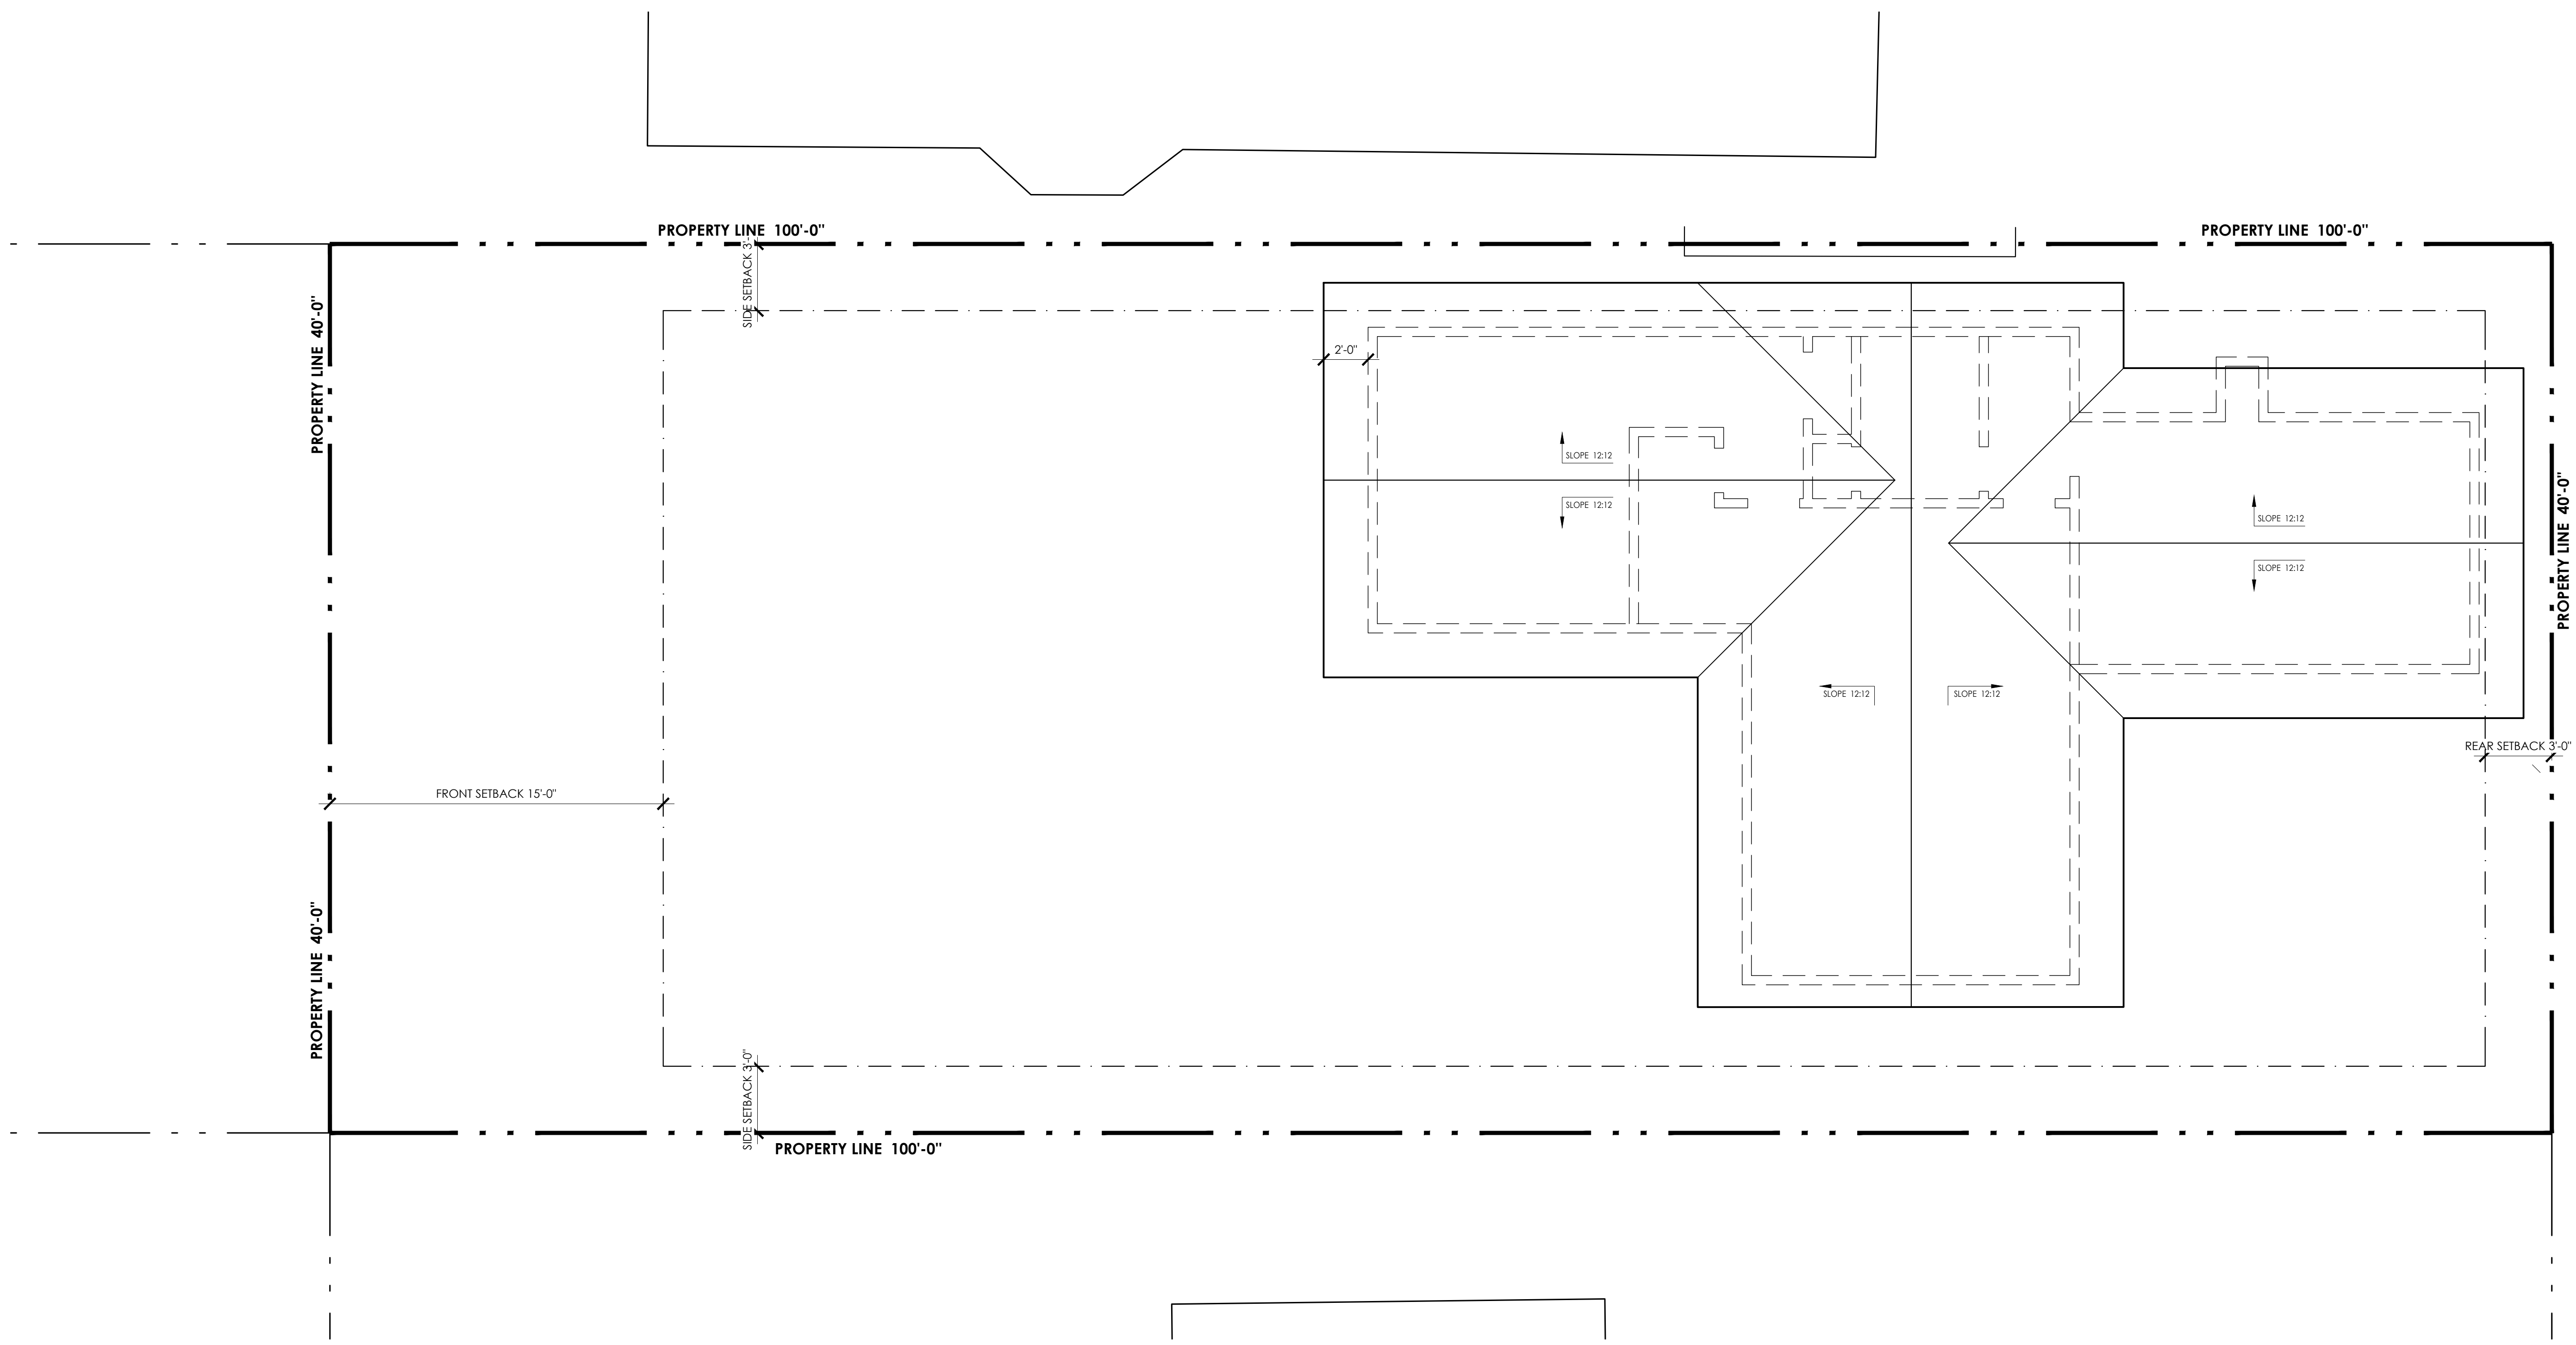 PROPERTY LINE 100'-0"
PROPERTY LINE 100'-0"
SIDE SETBACK 3'-
PROPERTY LINE 40'-0"
2'-0"
SLOPE 12:12
SLOPE 12:12
SLOPE 12:12
SLOPE 12:12
PROPERTY LINE 40'-0"
SLOPE 12:12
SLOPE 12:12
REAR SETBACK 3'-0"
FRONT SETBACK 15'-0"
PROPERTY LINE 40'-0"
SIDE SETBACK 3'-0"
PROPERTY LINE 100'-0"